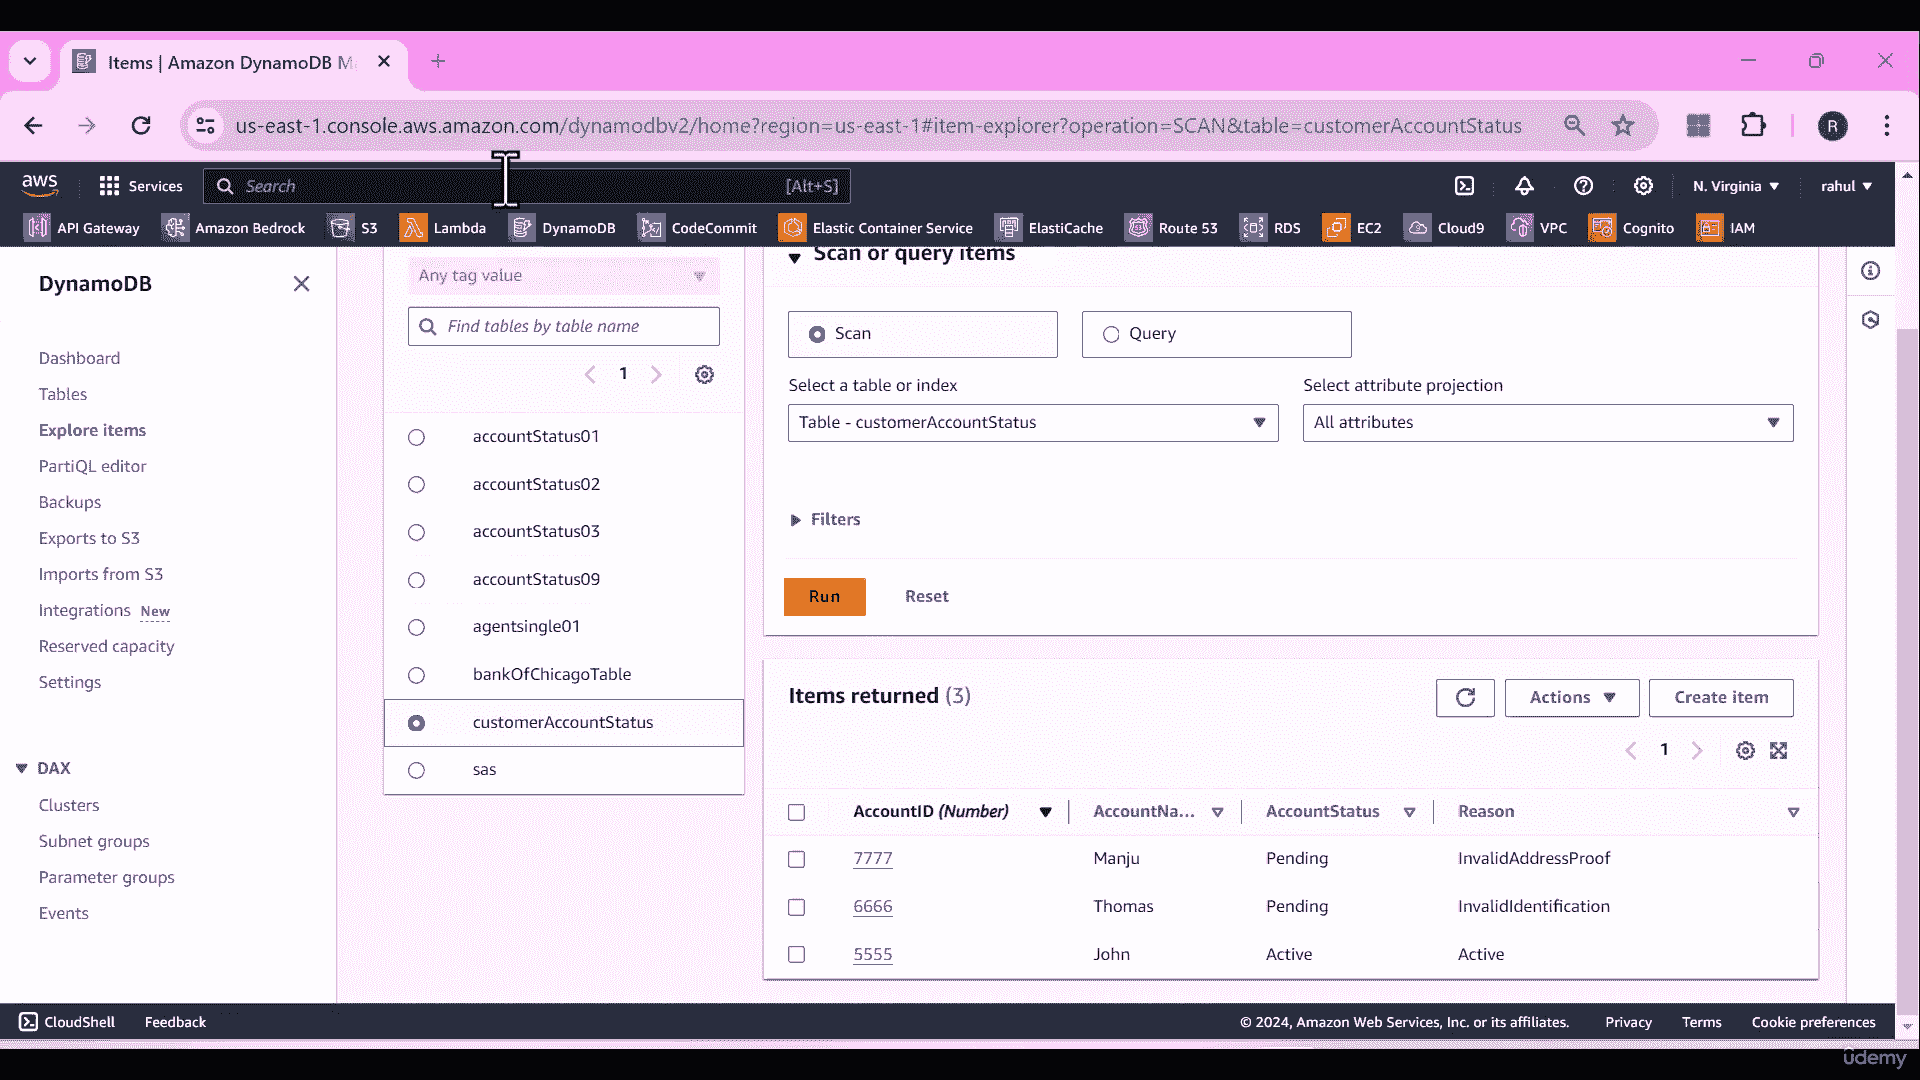 Items | Amazon DynamoDB M
us-east-1.console.aws.amazon.com/dynamodbv2/home?region=us-east-1#item-explorer?operation=SCAN&table=customerAccountStatus
R
aws
Services
Search
[Alt+S]
N. Virginia
rahul
API Gateway
Amazon Bedrock
S3
Lambda
DynamoDB
CodeCommit
Elastic Container Service
ElastiCache
Route 53
RDS
EC2
Cloud9
VPC
Cognito
IAM
DynamoDB
Dashboard
Tables
Explore items
PartiQL editor
Backups
Exports to S3
Imports from S3
Integrations New
Reserved capacity
Settings
DAX
Clusters
Subnet groups
Parameter groups
Events
Any tag value
Find tables by table name
1
accountStatus01
accountStatus02
accountStatus03
accountStatus09
agentsingle01
bankOfChicagoTable
customerAccountStatus
sas
Scan or query items
Scan
Query
Select a table or index
Select attribute projection
Table - customerAccountStatus
All attributes
Filters
Run
Reset
Items returned (3)
Actions
Create item
1
AccountID (Number) AccountNa... AccountStatus Reason
7777 Manju Pending InvalidAddressProof
6666 Thomas Pending InvalidIdentification
5555 John Active Active
CloudShell
Feedback
© 2024, Amazon Web Services, Inc. or its affiliates.
Privacy
Terms
Cookie preferences
udemy